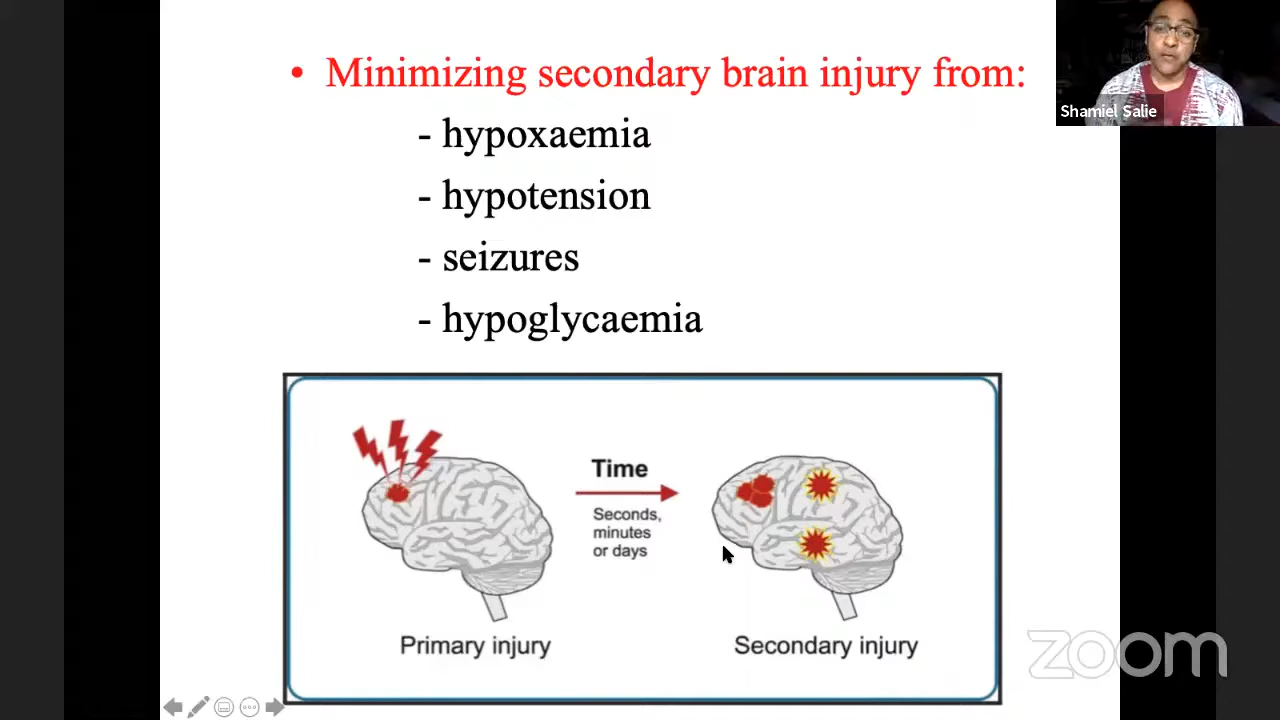 • Minimizing secondary brain injury from:
- hypoxaemia
- hypotension
- seizures
- hypoglycaemia
Time
Seconds,
minutes
or days
Primary injury
Secondary injury
Shamiel Salie
zoom